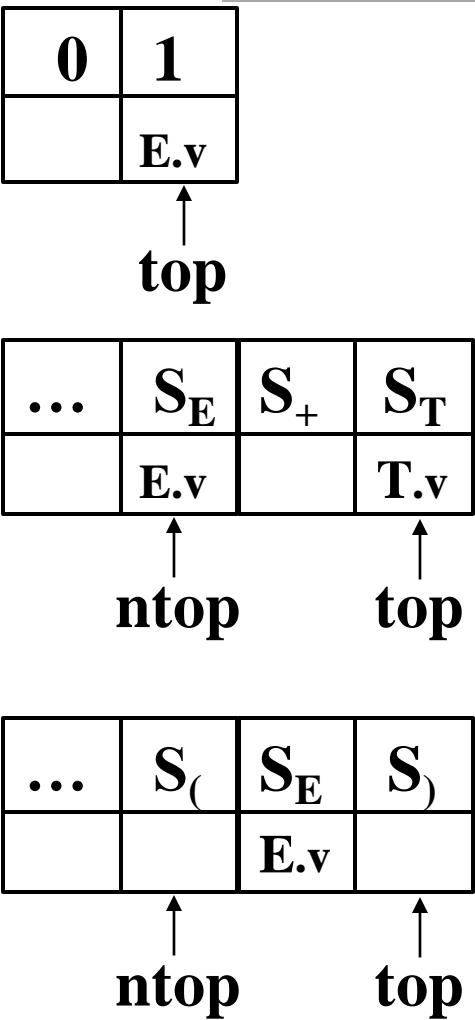 0 1
E.v
top
... S_E S_+ S_T
E.v T.v
ntop top
... S_( S_E S_)
E.v
ntop top